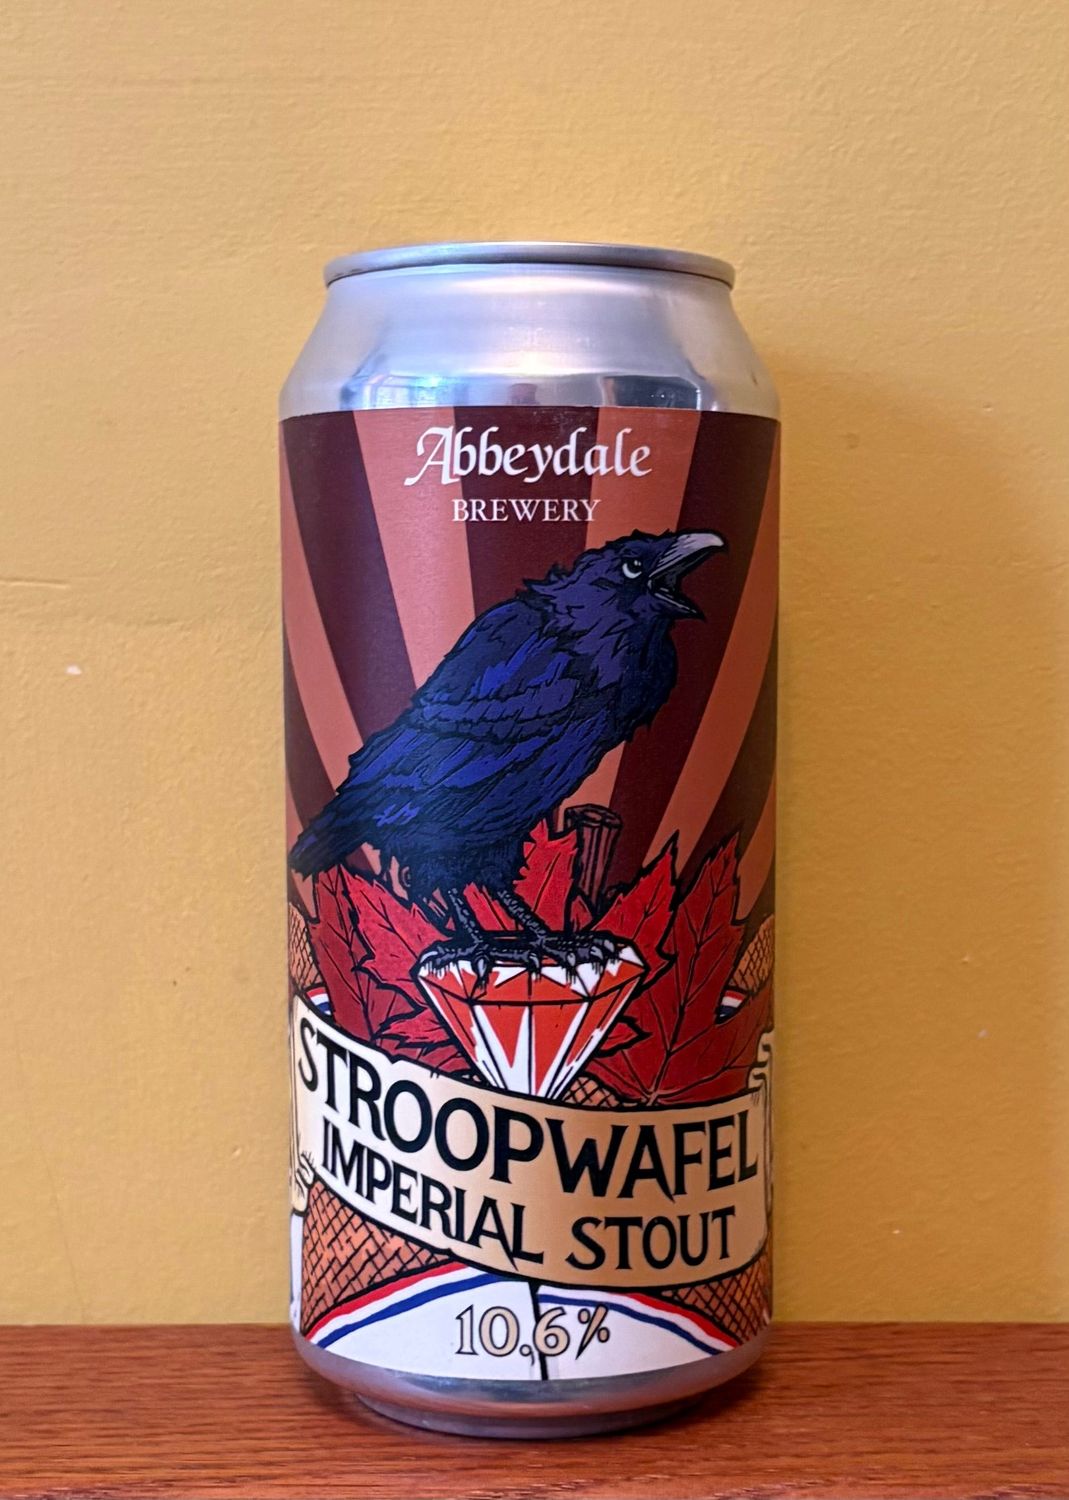 Abbeydale
BREWERY
STROOPWAFEL
IMPERIAL STOUT
10.6%